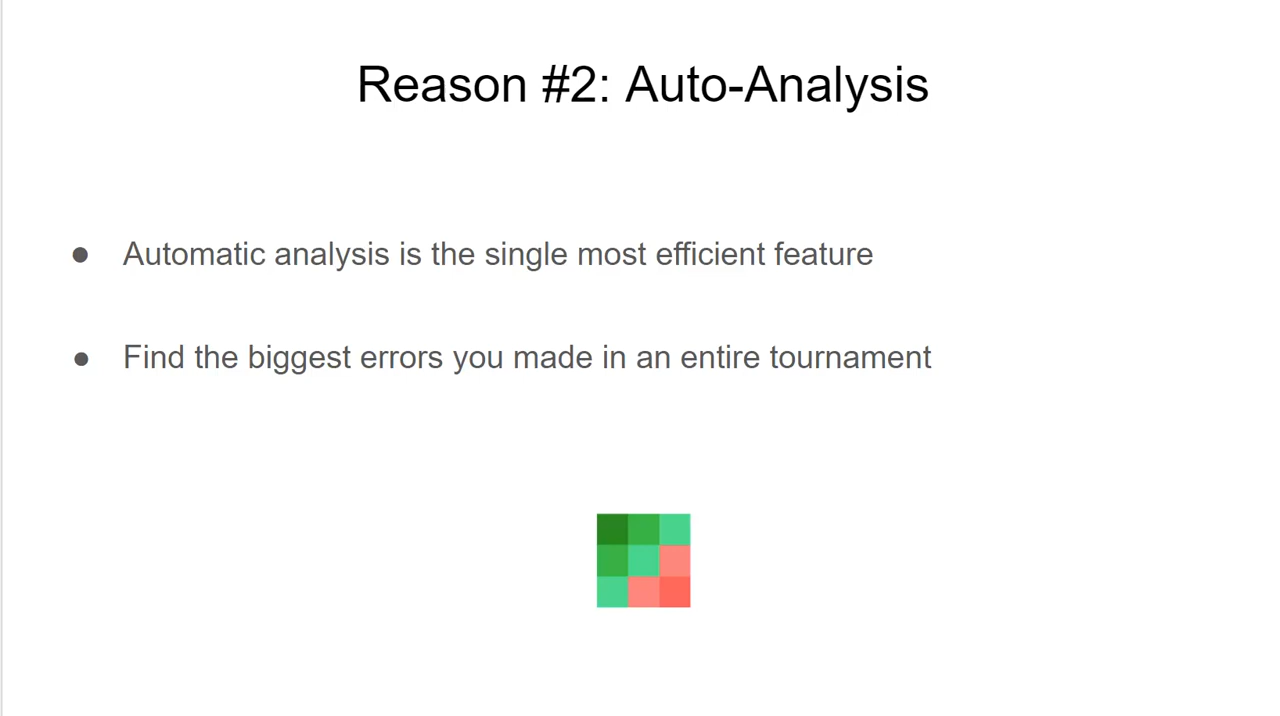 Reason #2: Auto-Analysis
● Automatic analysis is the single most efficient feature
● Find the biggest errors you made in an entire tournament